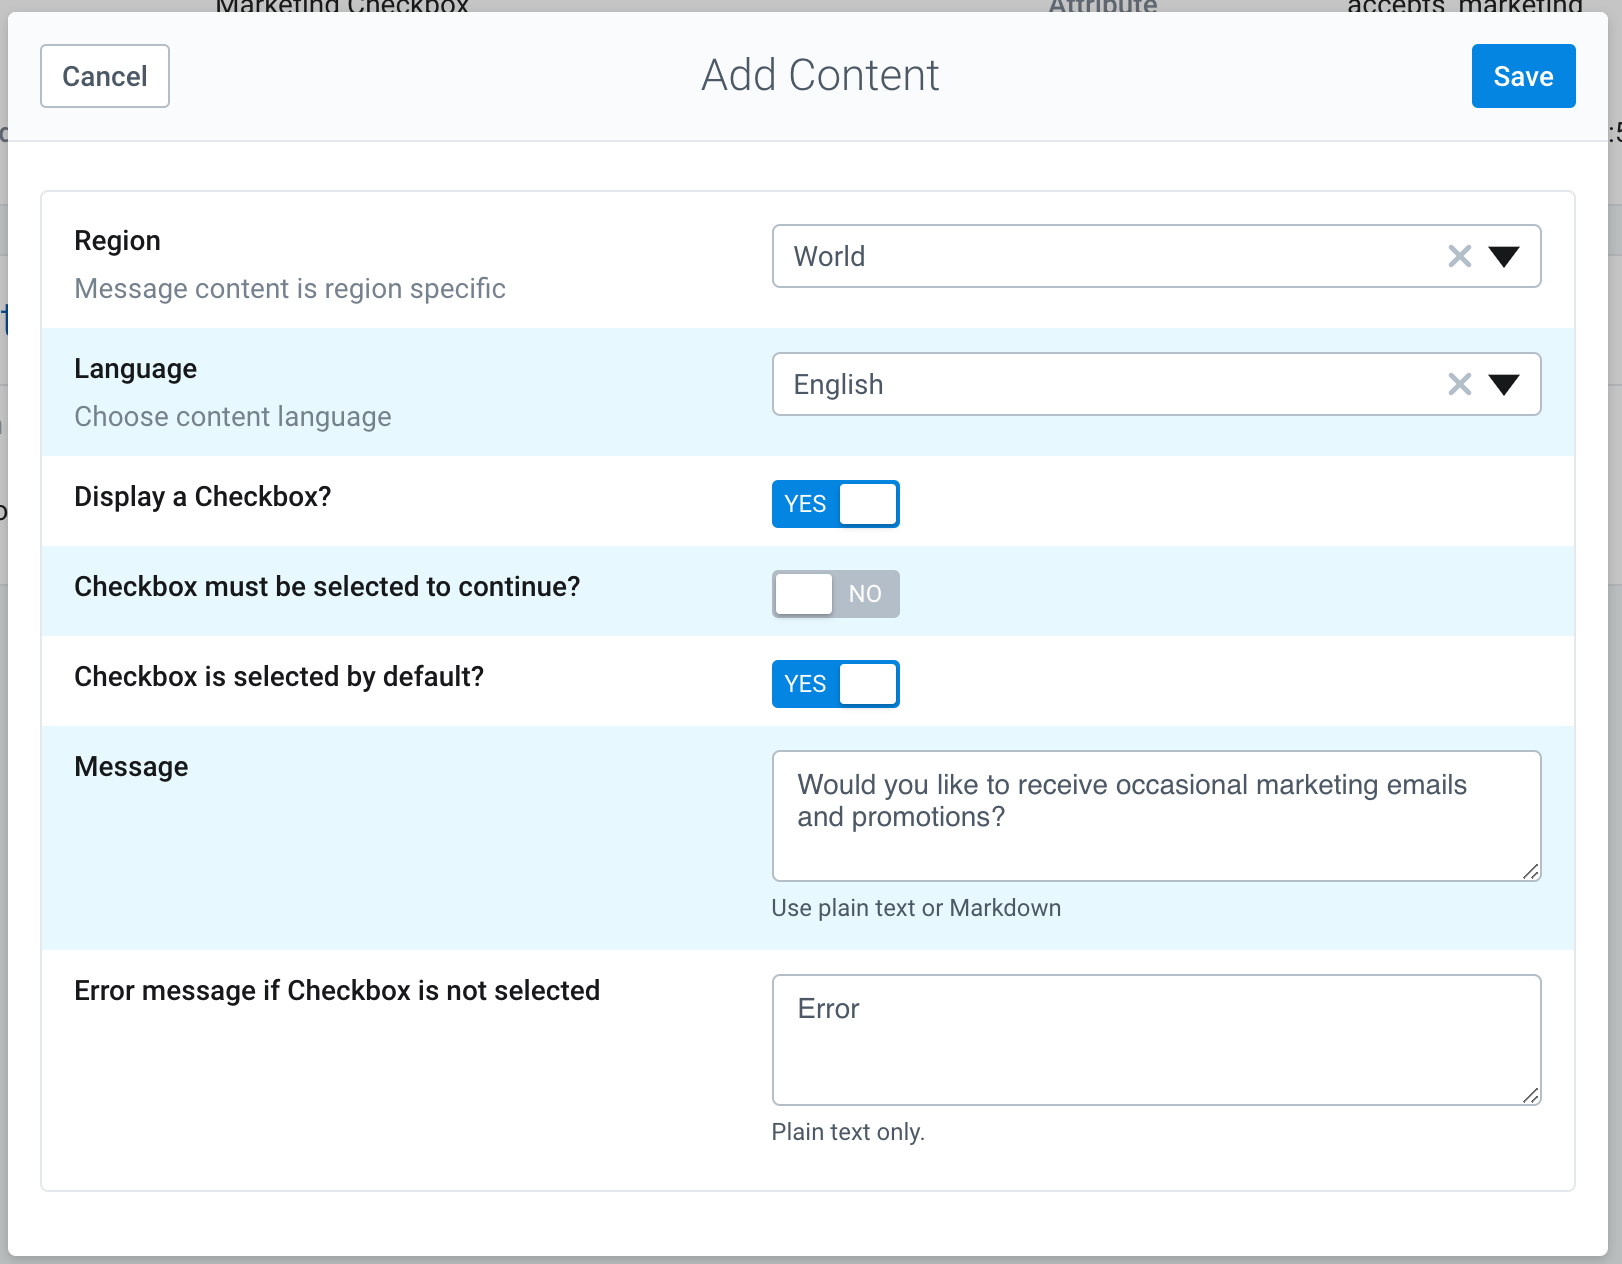 Marketing Checkbox
Attribute
accepts_marketing
Cancel
Add Content
Save
Region
World
Message content is region specific
Language
English
Choose content language
Display a Checkbox?
YES
Checkbox must be selected to continue?
NO
Checkbox is selected by default?
YES
Message
Would you like to receive occasional marketing emails
and promotions?
Use plain text or Markdown
Error message if Checkbox is not selected
Error
Plain text only.